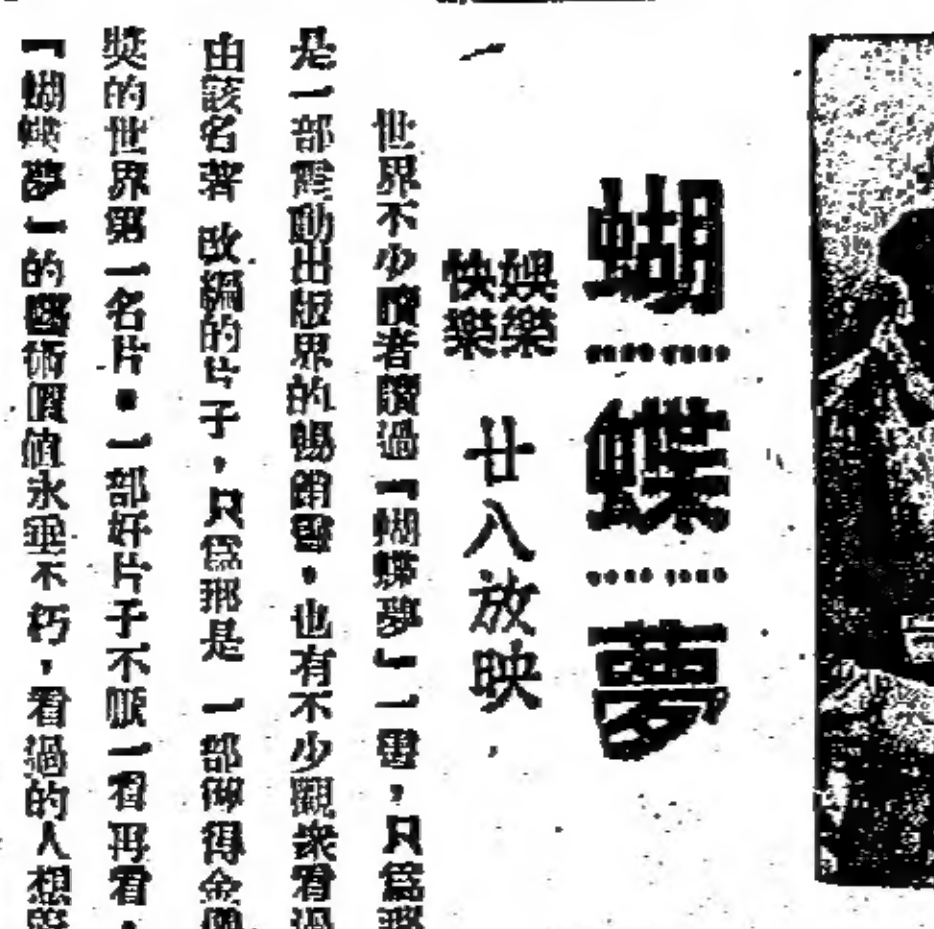 蝴蝶夢
娛樂
快樂
廿八放映
世界不少讀者讀過『蝴蝶夢』一書，只為那
是一部震動出版界的暢銷書。也有不少觀衆看過
由該名著改編的片子，只為那是一部獲得金像
獎的世界第一名片。一部好片子不厭一看再看。
『蝴蝶夢』的藝術價值永垂不朽，看過的人想